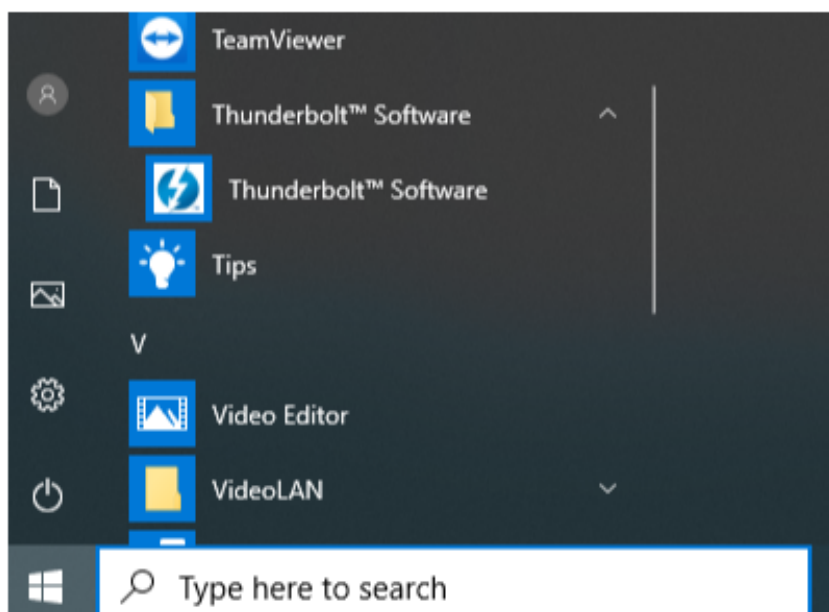 TeamViewer
Thunderbolt™ Software
Thunderbolt™ Software
Tips
V
Video Editor
VideoLAN
Type here to search